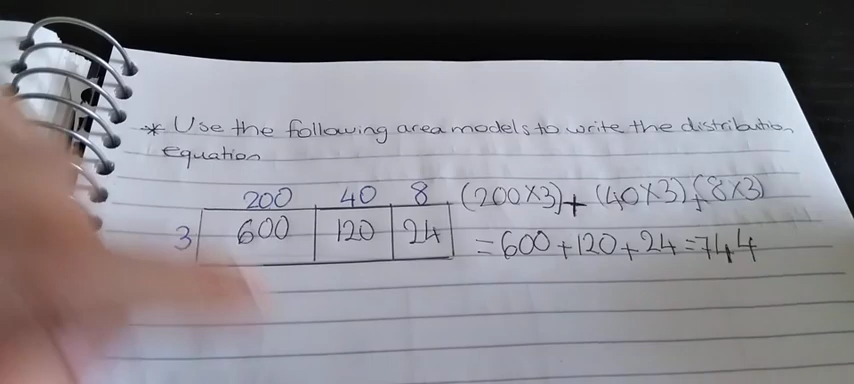 * Use the following area models to write the distribution
equation
200 40 8 (200×3)+(40×3)+(8×3)
3 600 120 24 =600+120+24=744